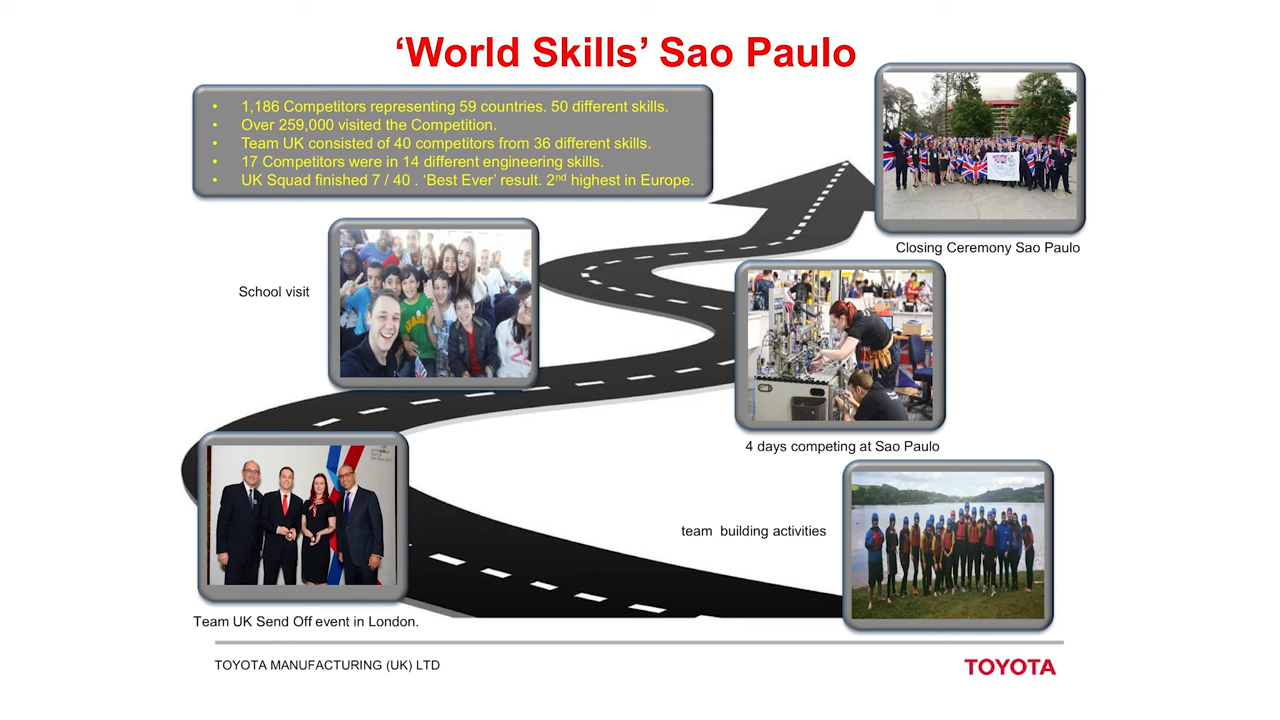 ‘World Skills’ Sao Paulo
• 1,186 Competitors representing 59 countries. 50 different skills.
• Over 259,000 visited the Competition.
• Team UK consisted of 40 competitors from 36 different skills.
• 17 Competitors were in 14 different engineering skills.
• UK Squad finished 7 / 40 . ‘Best Ever’ result. 2nd highest in Europe.
Closing Ceremony Sao Paulo
School visit
4 days competing at Sao Paulo
team building activities
Team UK Send Off event in London.
TOYOTA MANUFACTURING (UK) LTD
TOYOTA